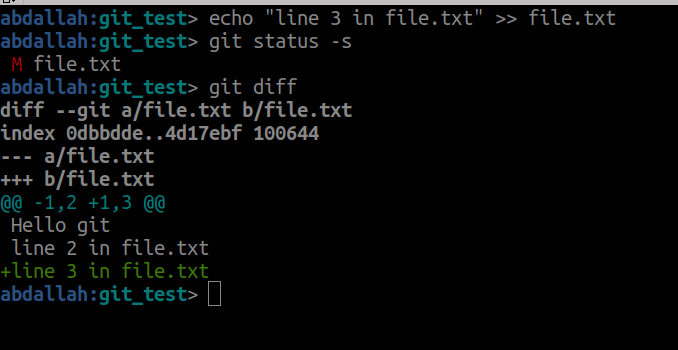 abdallah:git_test> echo "line 3 in file.txt" >> file.txt
abdallah:git_test> git status -s
 M file.txt
abdallah:git_test> git diff
diff --git a/file.txt b/file.txt
index 0dbbdde..4d17ebf 100644
--- a/file.txt
+++ b/file.txt
@@ -1,2 +1,3 @@
 Hello git
 line 2 in file.txt
+line 3 in file.txt
abdallah:git_test>